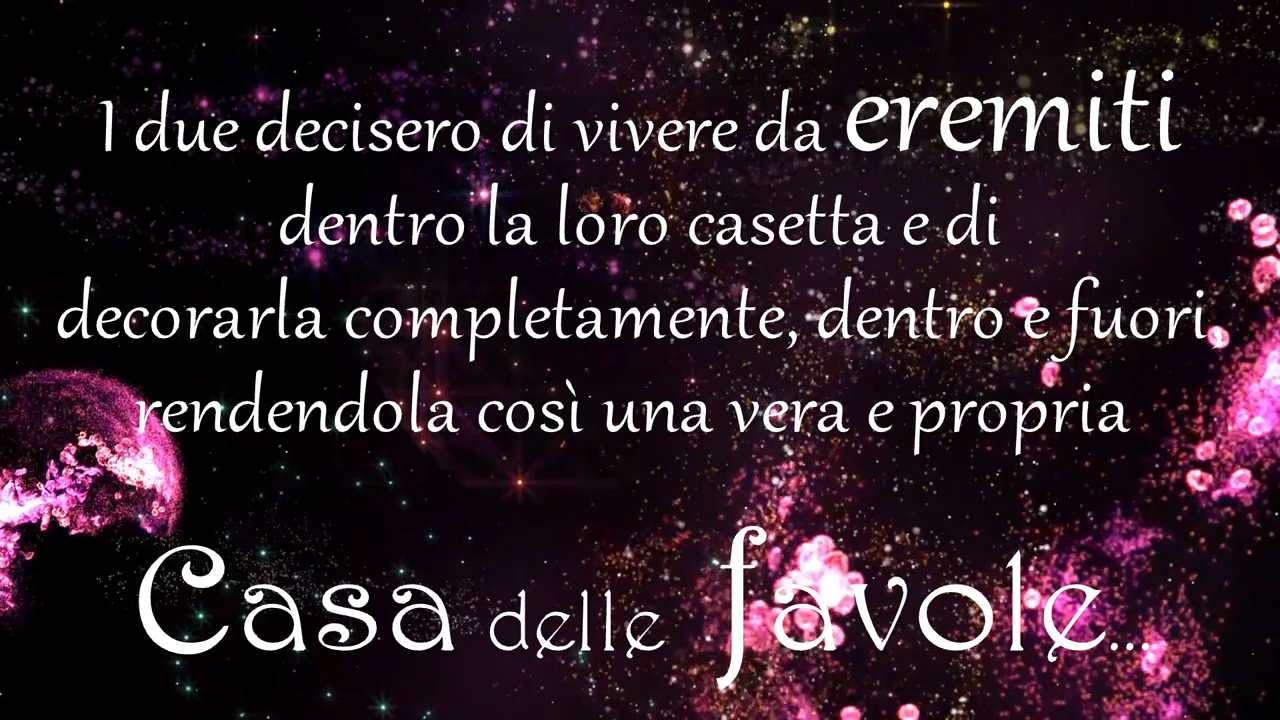 I due decisero di vivere da eremiti
dentro la loro casetta e di
decorarla completamente, dentro e fuori,
rendendola così una vera e propria
Casa delle favole...